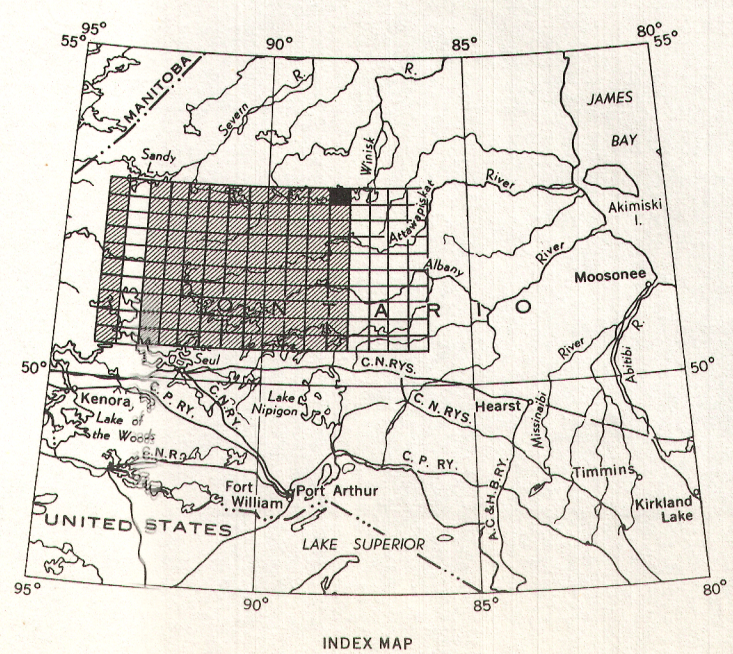 95°
90°
85°
80°
55°
55°
MANITOBA
Severn R.
R.
JAMES
BAY
Sandy
L.
Winisk
Attawapiskat
River
Akimiski
I.
Albany
River
Moosonee
O N T A R I O
Seul
C.N.RYS.
50°
50°
River
Abitibi R.
Kenora
Lake of
the Woods
C. P. RY.
C.N.RY.
Lake
Nipigon
C. N. RYS.
Hearst
Missinaibi
C.N.R.
C. P. RY.
Fort
William
Port Arthur
A.C.&H.B.RY.
Timmins
Kirkland
Lake
UNITED STATES
LAKE SUPERIOR
95°
90°
85°
80°
INDEX MAP